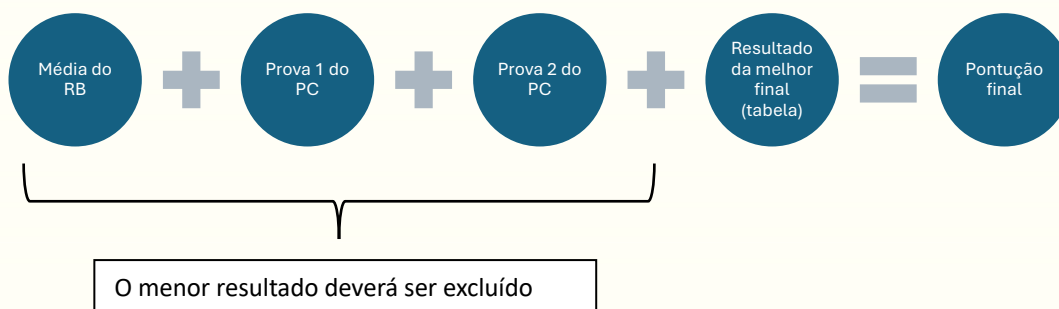 Média do
RB
Prova 1 do
PC
Prova 2 do
PC
Resultado
da melhor
final
(tabela)
Pontução
final
O menor resultado deverá ser excluído